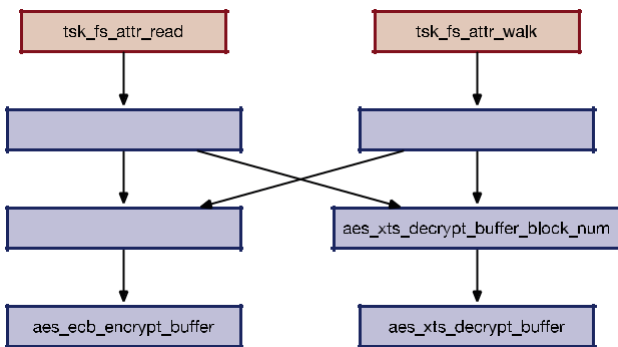 tsk_fs_attr_read
tsk_fs_attr_walk
aes_xts_decrypt_buffer_block_num
aes_ecb_encrypt_buffer
aes_xts_decrypt_buffer